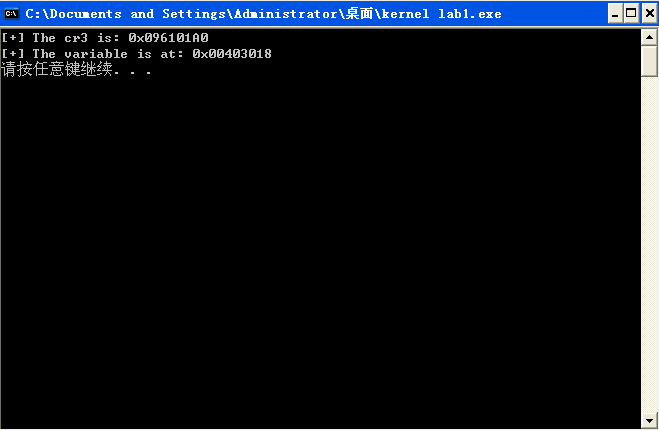 C:\Documents and Settings\Administrator\桌面\kernel lab1.exe
[+] The cr3 is: 0x096101A0
[+] The variable is at: 0x00403018
请按任意键继续. . .